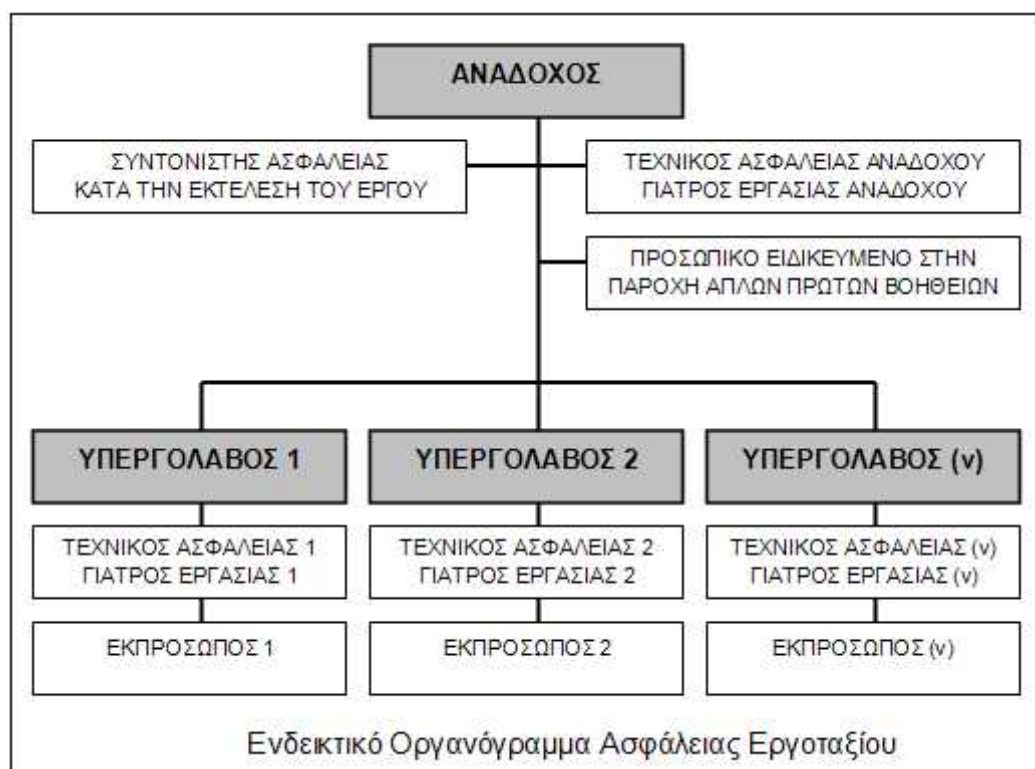 ΑΝΑΔΟΧΟΣ
ΣΥΝΤΟΝΙΣΤΗΣ ΑΣΦΑΛΕΙΑΣ
ΚΑΤΑ ΤΗΝ ΕΚΤΕΛΕΣΗ ΤΟΥ ΕΡΓΟΥ
ΤΕΧΝΙΚΟΣ ΑΣΦΑΛΕΙΑΣ ΑΝΑΔΟΧΟΥ
ΓΙΑΤΡΟΣ ΕΡΓΑΣΙΑΣ ΑΝΑΔΟΧΟΥ
ΠΡΟΣΩΠΙΚΟ ΕΙΔΙΚΕΥΜΕΝΟ ΣΤΗΝ
ΠΑΡΟΧΗ ΑΠΛΩΝ ΠΡΩΤΩΝ ΒΟΗΘΕΙΩΝ
ΥΠΕΡΓΟΛΑΒΟΣ 1
ΤΕΧΝΙΚΟΣ ΑΣΦΑΛΕΙΑΣ 1
ΓΙΑΤΡΟΣ ΕΡΓΑΣΙΑΣ 1
ΕΚΠΡΟΣΩΠΟΣ 1
ΥΠΕΡΓΟΛΑΒΟΣ 2
ΤΕΧΝΙΚΟΣ ΑΣΦΑΛΕΙΑΣ 2
ΓΙΑΤΡΟΣ ΕΡΓΑΣΙΑΣ 2
ΕΚΠΡΟΣΩΠΟΣ 2
ΥΠΕΡΓΟΛΑΒΟΣ (ν)
ΤΕΧΝΙΚΟΣ ΑΣΦΑΛΕΙΑΣ (ν)
ΓΙΑΤΡΟΣ ΕΡΓΑΣΙΑΣ (ν)
ΕΚΠΡΟΣΩΠΟΣ (ν)
Ενδεικτικό Οργανόγραμμα Ασφάλειας Εργοταξίου